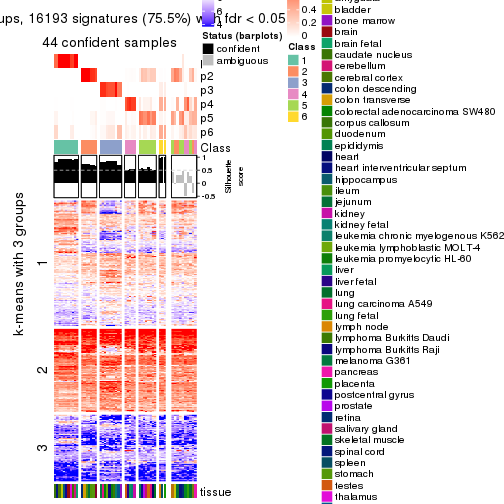 ups, 16193 signatures (75.5%) with fdr < 0.05
44 confident samples
p2
p3
p4
p5
p6
Class
1
0.5
0
-0.5
Silhouette
score
k-means with 3 groups
1
2
3
tissue
4
Status (barplots)
confident
ambiguous
0.4
0.2
0
Class
1
2
3
4
5
6
bladder
bone marrow
brain
brain fetal
caudate nucleus
cerebellum
cerebral cortex
colon descending
colon transverse
colorectal adenocarcinoma SW480
corpus callosum
duodenum
epididymis
heart
heart interventricular septum
hippocampus
ileum
jejunum
kidney
kidney fetal
leukemia chronic myelogenous K562
leukemia lymphoblastic MOLT-4
leukemia promyelocytic HL-60
liver
liver fetal
lung
lung carcinoma A549
lung fetal
lymph node
lymphoma Burkitts Daudi
lymphoma Burkitts Raji
melanoma G361
pancreas
placenta
postcentral gyrus
prostate
retina
salivary gland
skeletal muscle
spinal cord
spleen
stomach
testes
thalamus